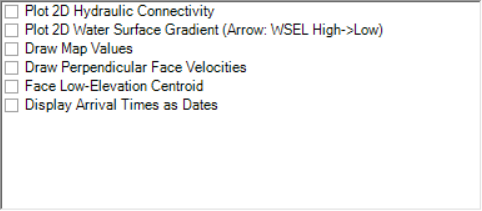 Plot 2D Hydraulic Connectivity
Plot 2D Water Surface Gradient (Arrow: WSEL High->Low)
Draw Map Values
Draw Perpendicular Face Velocities
Face Low-Elevation Centroid
Display Arrival Times as Dates